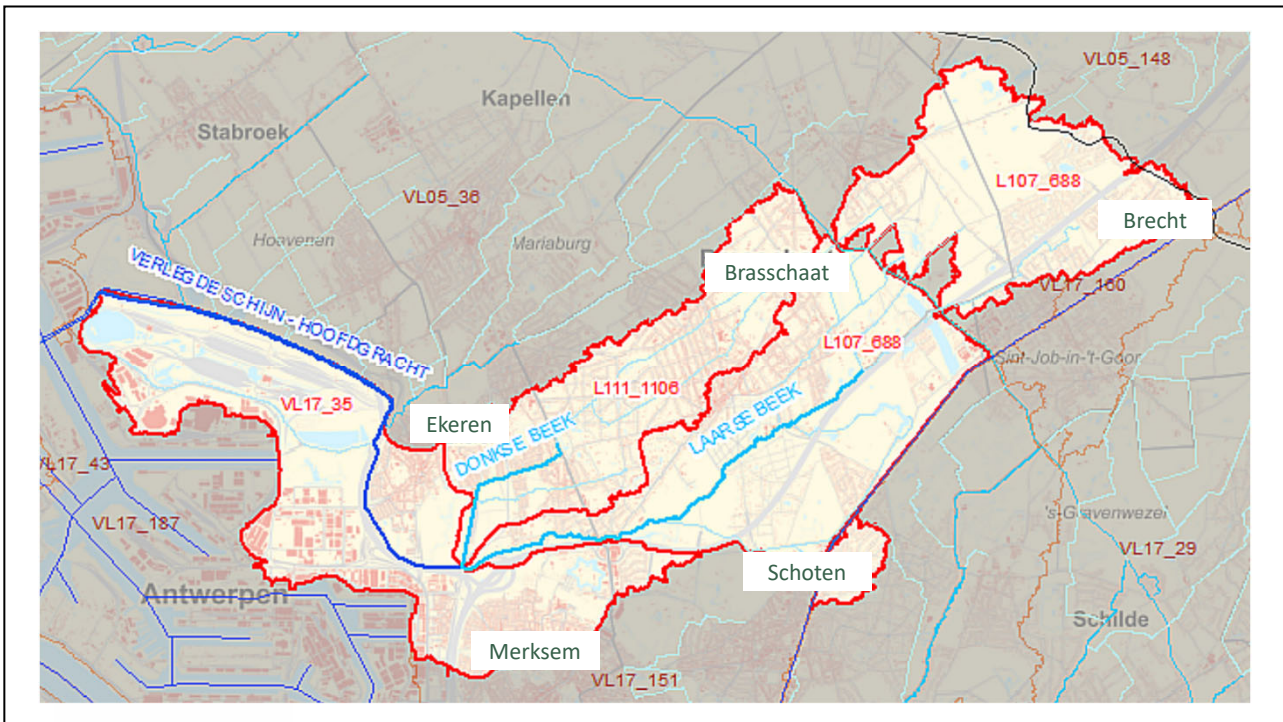 VL05_148
Kapellen
Stabroek
L107_688
VL05_36
Brecht
Hoevenen
Mariaburg
VERLEGDE SCHIJN - HOOFDGRACHT
Brasschaat
VL17_160
L107_688
Sint-Job-in-'t-Goor
L111_1106
VL17_35
Ekeren
DONKSE BEEK
LAARSE BEEK
VL17_43
VL17_187
's-Gravenwezel
VL17_29
Schoten
Antwerpen
Schilde
Merksem
VL17_151